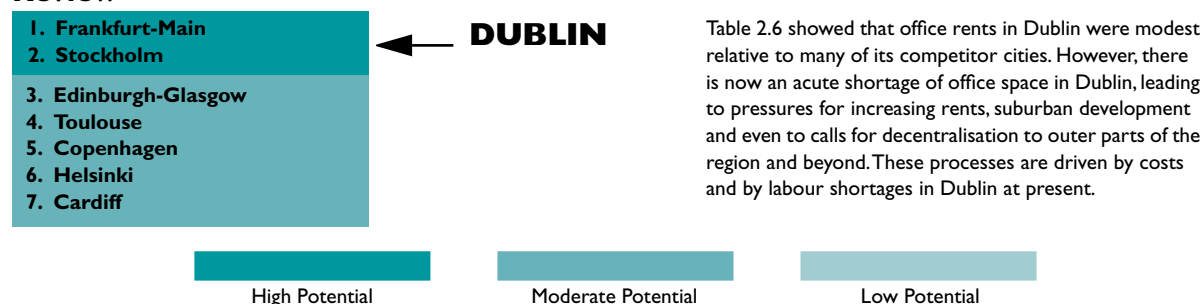 1. Frankfurt-Main
2. Stockholm
3. Edinburgh-Glasgow
4. Toulouse
5. Copenhagen
6. Helsinki
7. Cardiff
DUBLIN
Table 2.6 showed that office rents in Dublin were modest
relative to many of its competitor cities. However, there
is now an acute shortage of office space in Dublin, leading
to pressures for increasing rents, suburban development
and even to calls for decentralisation to outer parts of the
region and beyond. These processes are driven by costs
and by labour shortages in Dublin at present.
High Potential
Moderate Potential
Low Potential